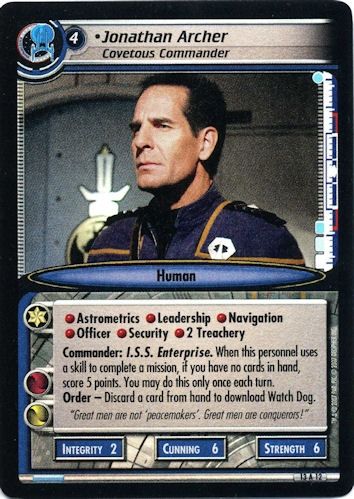 4
•Jonathan Archer
Covetous Commander
Human
Astrometrics Leadership Navigation
Officer Security 2 Treachery
Commander: I.S.S. Enterprise. When this personnel
uses a skill to complete a mission, if you have no cards in hand,
score 5 points. You may do this only once each turn.
Order – Discard a card from hand to download Watch Dog.
"Great men are not 'peacemakers'. Great men are conquerors!"
INTEGRITY 2 CUNNING 6 STRENGTH 6
13 A 12